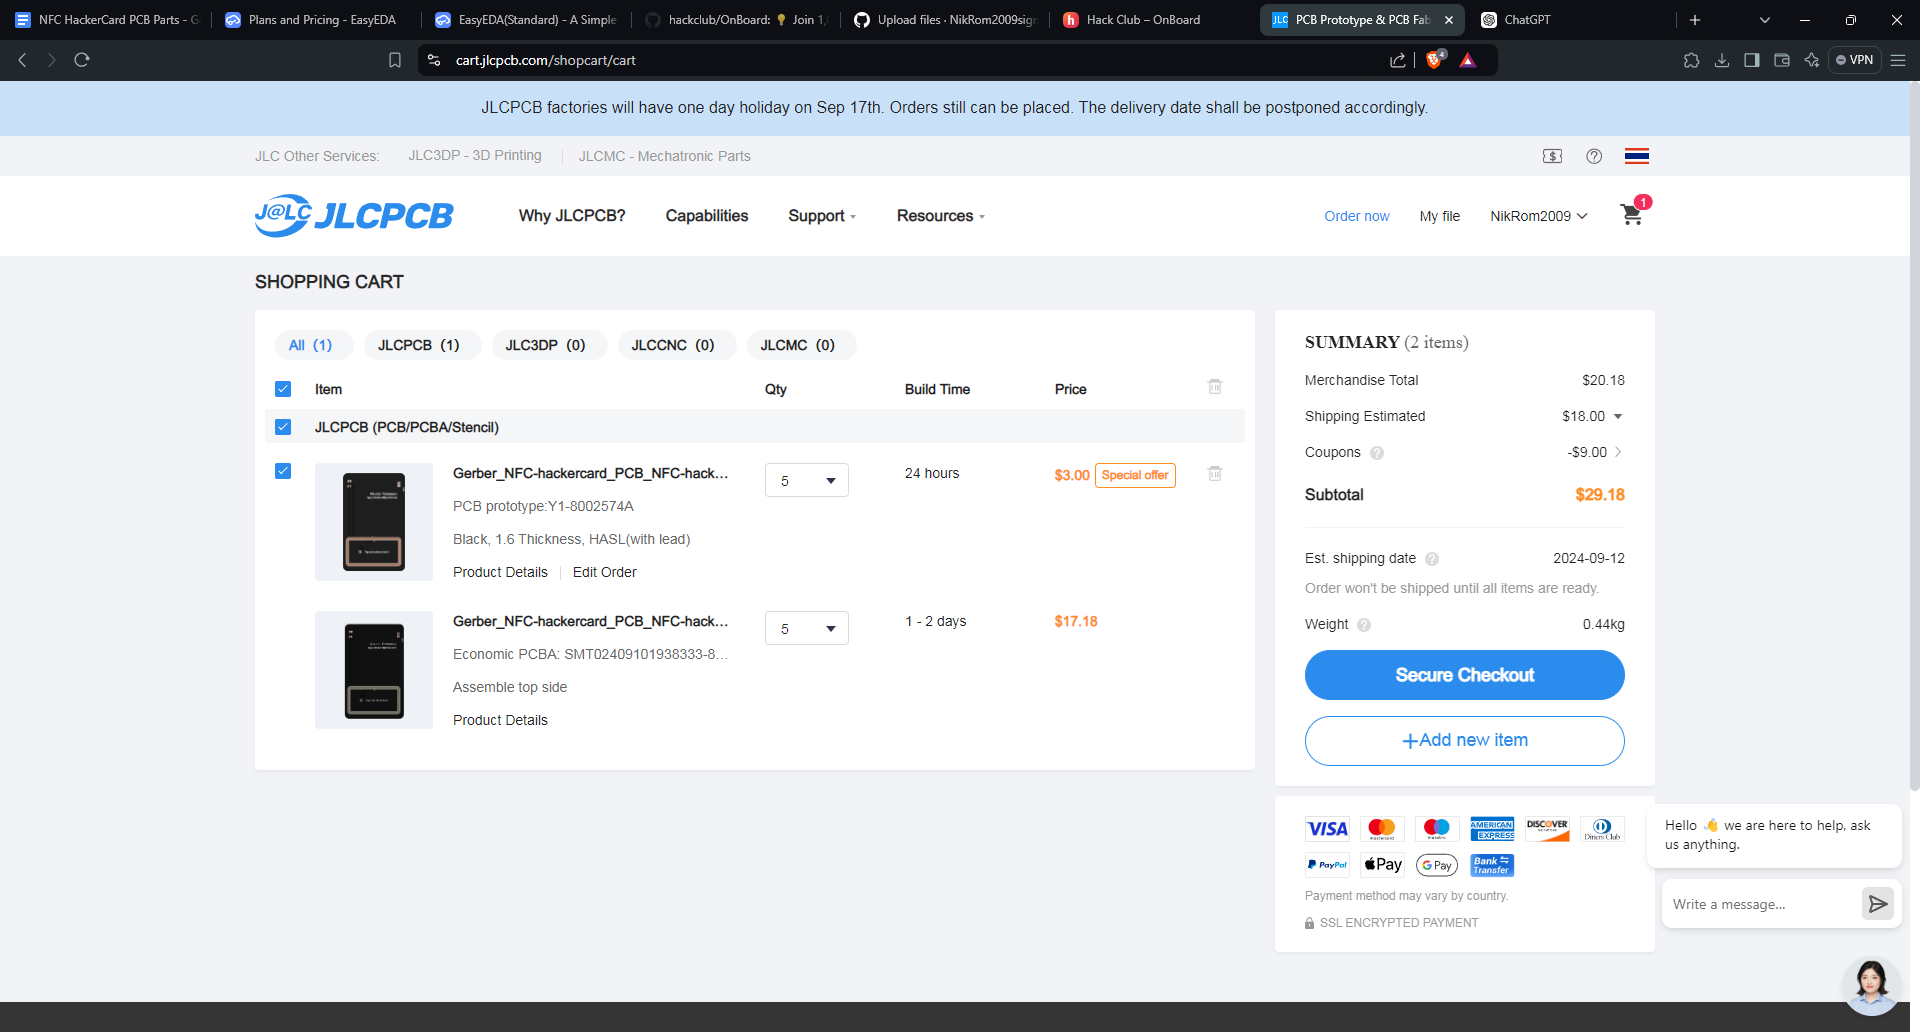 NFC HackerCard PCB Parts - G
Plans and Pricing - EasyEDA
EasyEDA(Standard) - A Simple
hackclub/OnBoard: 💡 Join 1,
Upload files · NikRom2009sign
Hack Club – OnBoard
JLC PCB Prototype & PCB Fab
ChatGPT
cart.jlcpcb.com/shopcart/cart
4
VPN
JLCPCB factories will have one day holiday on Sep 17th. Orders still can be placed. The delivery date shall be postponed accordingly.
JLC Other Services:
JLC3DP - 3D Printing
JLCMC - Mechatronic Parts
J@LC JLCPCB
Why JLCPCB?
Capabilities
Support
Resources
Order now
My file
NikRom2009
1
SHOPPING CART
All (1)
JLCPCB (1)
JLC3DP (0)
JLCCNC (0)
JLCMC (0)
Item
Qty
Build Time
Price
JLCPCB (PCB/PCBA/Stencil)
Gerber_NFC-hackercard_PCB_NFC-hack...
5
24 hours
$3.00
Special offer
PCB prototype:Y1-8002574A
Black, 1.6 Thickness, HASL(with lead)
Product Details
Edit Order
Gerber_NFC-hackercard_PCB_NFC-hack...
5
1 - 2 days
$17.18
Economic PCBA: SMT02409101938333-8...
Assemble top side
Product Details
SUMMARY (2 items)
Merchandise Total $20.18
Shipping Estimated $18.00
Coupons ? -$9.00
Subtotal $29.18
Est. shipping date ? 2024-09-12
Order won't be shipped until all items are ready.
Weight ? 0.44kg
Secure Checkout
+Add new item
VISA
mastercard
maestro
AMERICAN EXPRESS
DISCOVER
Diners Club
PayPal
Pay
G Pay
Bank Transfer
Payment method may vary by country.
SSL ENCRYPTED PAYMENT
Hello 👋 we are here to help, ask
us anything.
Write a message...